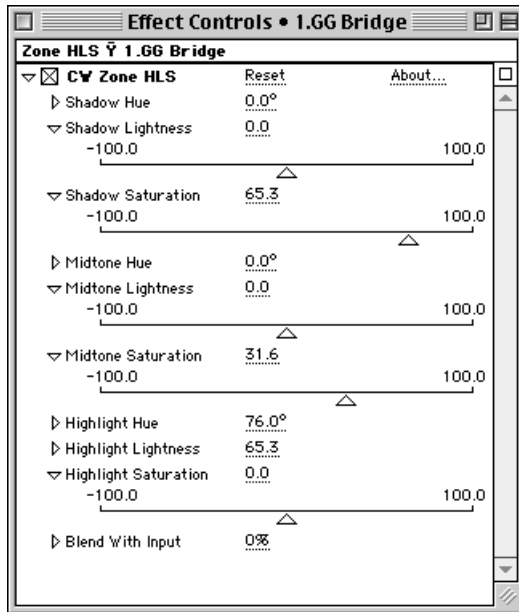 Effect Controls • 1.GG Bridge
Zone HLS Ÿ 1.GG Bridge
Zone HLS Reset About...
Shadow Hue 0.0°
Shadow Lightness 0.0
-100.0 100.0
Shadow Saturation 65.3
-100.0 100.0
Midtone Hue 0.0°
Midtone Lightness 0.0
-100.0 100.0
Midtone Saturation 31.6
-100.0 100.0
Highlight Hue 76.0°
Highlight Lightness 65.3
Highlight Saturation 0.0
-100.0 100.0
Blend With Input 0%